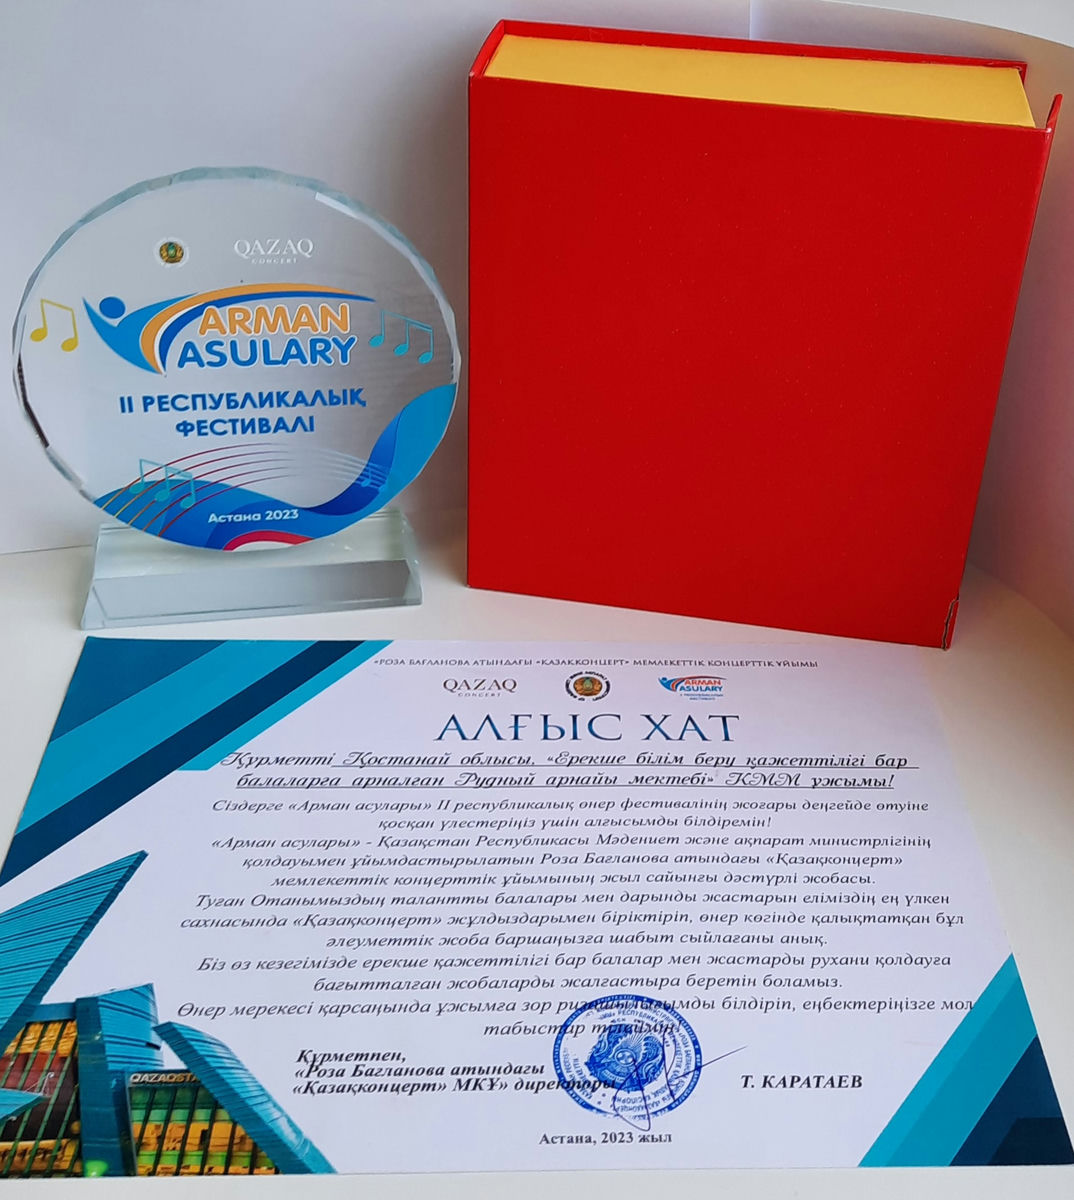 QAZAQ
CONCERT
ARMAN
ASULARY
II РЕСПУБЛИКАЛЫҚ
ФЕСТИВАЛІ
Астана 2023
«РОЗА БАҒЛАНОВА АТЫНДАҒЫ «ҚАЗАҚКОНЦЕРТ» МЕМЛЕКЕТТІК КОНЦЕРТТІК ҰЙЫМЫ
QAZAQ
CONCERT
ARMAN
ASULARY
II РЕСПУБЛИКАЛЫҚ
ФЕСТИВАЛІ
АЛҒЫС ХАТ
Құрметті Қостанай облысы, «Ерекше білім беру қажеттілігі бар
балаларға арналған Рудный арнайы мектебі» КММ ұжымы!
Сіздерге «Арман асулары» II республикалық өнер фестивалінің жоғары деңгейде өтуіне
қосқан үлестеріңіз үшін алғысымды білдіремін!
«Арман асулары» - Қазақстан Республикасы Мәдениет және ақпарат министрлігінің
қолдауымен ұйымдастырылатын Роза Бағланова атындағы «Қазақконцерт»
мемлекеттік концерттік ұйымының жыл сайынғы дәстүрлі жобасы.
Туған Отанымыздың талантты балалары мен дарынды жастарын еліміздің ең үлкен
сахнасында «Қазақконцерт» жұлдыздарымен біріктіріп, өнер көгінде қалықтатқан бұл
әлеуметтік жоба баршаңызға шабыт сыйлағаны анық.
Біз өз кезегімізде ерекше қажеттілігі бар балалар мен жастарды рухани қолдауға
бағытталған жобаларды жалғастыра беретін боламыз.
Өнер мерекесі қарсаңында ұжымға зор ризашылығымды білдіріп, еңбектеріңізге мол
табыстар тілеймін!
Құрметпен,
«Роза Бағланова атындағы
«Қазақконцерт» МКҰ» директоры
Т. КАРАТАЕВ
QAZAQSTA
Астана, 2023 жыл